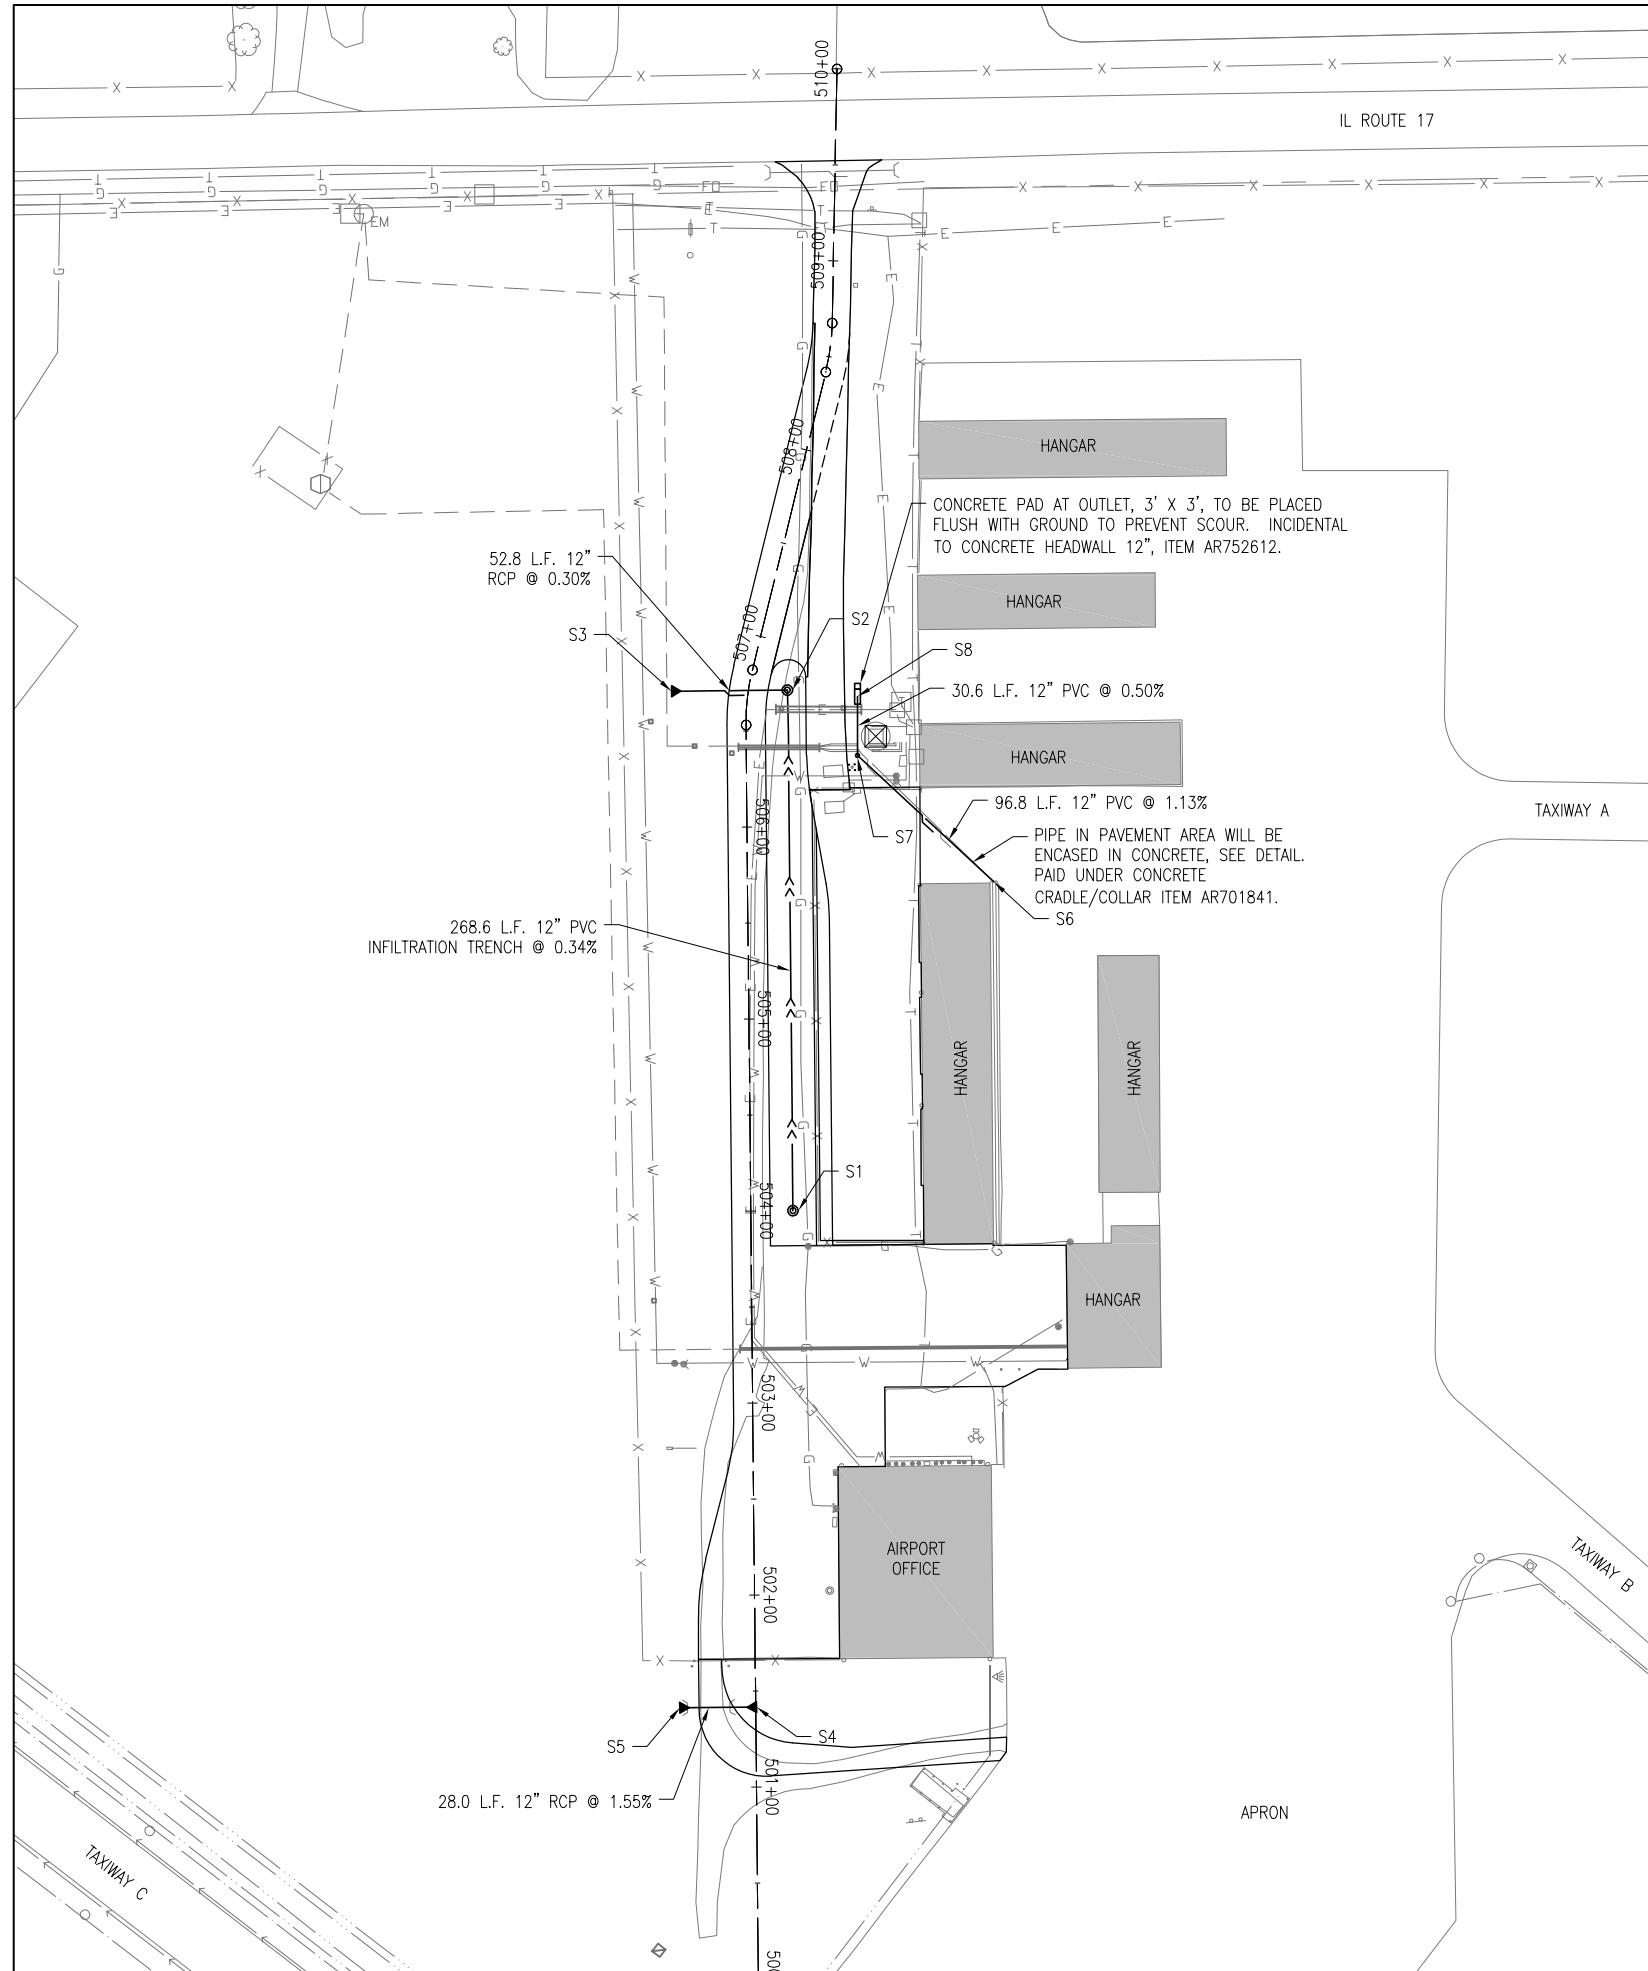 510+00
IL ROUTE 17
EM
509+00
508+00
HANGAR
CONCRETE PAD AT OUTLET, 3' X 3', TO BE PLACED
FLUSH WITH GROUND TO PREVENT SCOUR. INCIDENTAL
TO CONCRETE HEADWALL 12", ITEM AR752612.
52.8 L.F. 12"
RCP @ 0.30%
HANGAR
S3
507+00
S2
S8
30.6 L.F. 12" PVC @ 0.50%
HANGAR
96.8 L.F. 12" PVC @ 1.13%
TAXIWAY A
506+00
S7
PIPE IN PAVEMENT AREA WILL BE
ENCASED IN CONCRETE, SEE DETAIL.
PAID UNDER CONCRETE
CRADLE/COLLAR ITEM AR701841.
S6
268.6 L.F. 12" PVC
INFILTRATION TRENCH @ 0.34%
505+00
HANGAR
HANGAR
S1
504+00
HANGAR
503+00
AIRPORT
OFFICE
TAXIWAY B
502+00
S5
S4
501+00
28.0 L.F. 12" RCP @ 1.55%
APRON
TAXIWAY C